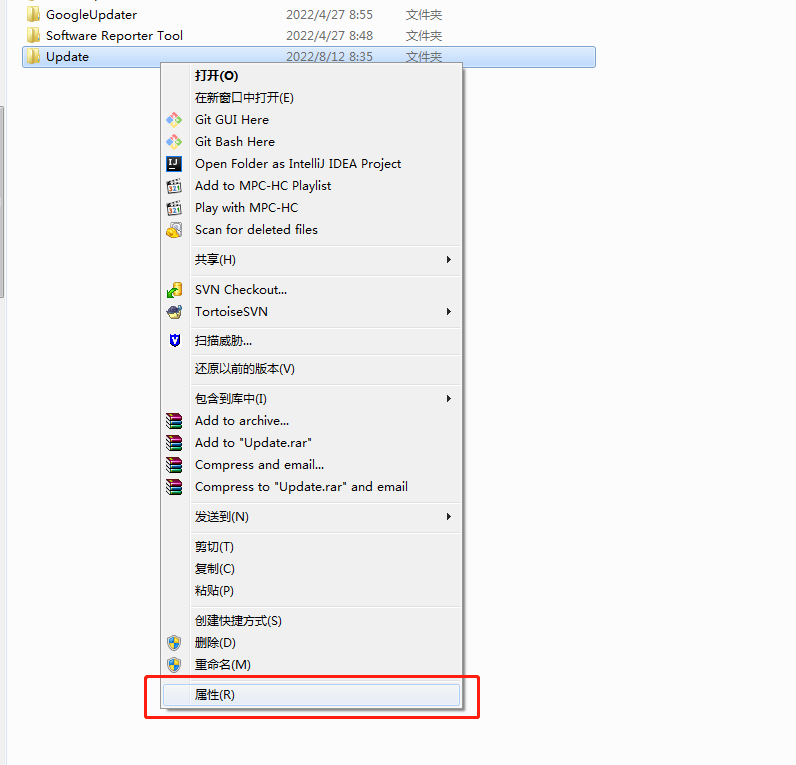 GoogleUpdater 2022/4/27 8:55 文件夹
Software Reporter Tool 2022/4/27 8:48 文件夹
Update 2022/8/12 8:35 文件夹
打开(O)
在新窗口中打开(E)
Git GUI Here
Git Bash Here
Open Folder as IntelliJ IDEA Project
Add to MPC-HC Playlist
Play with MPC-HC
Scan for deleted files
共享(H)
SVN Checkout...
TortoiseSVN
扫描威胁...
还原以前的版本(V)
包含到库中(I)
Add to archive...
Add to "Update.rar"
Compress and email...
Compress to "Update.rar" and email
发送到(N)
剪切(T)
复制(C)
粘贴(P)
创建快捷方式(S)
删除(D)
重命名(M)
属性(R)